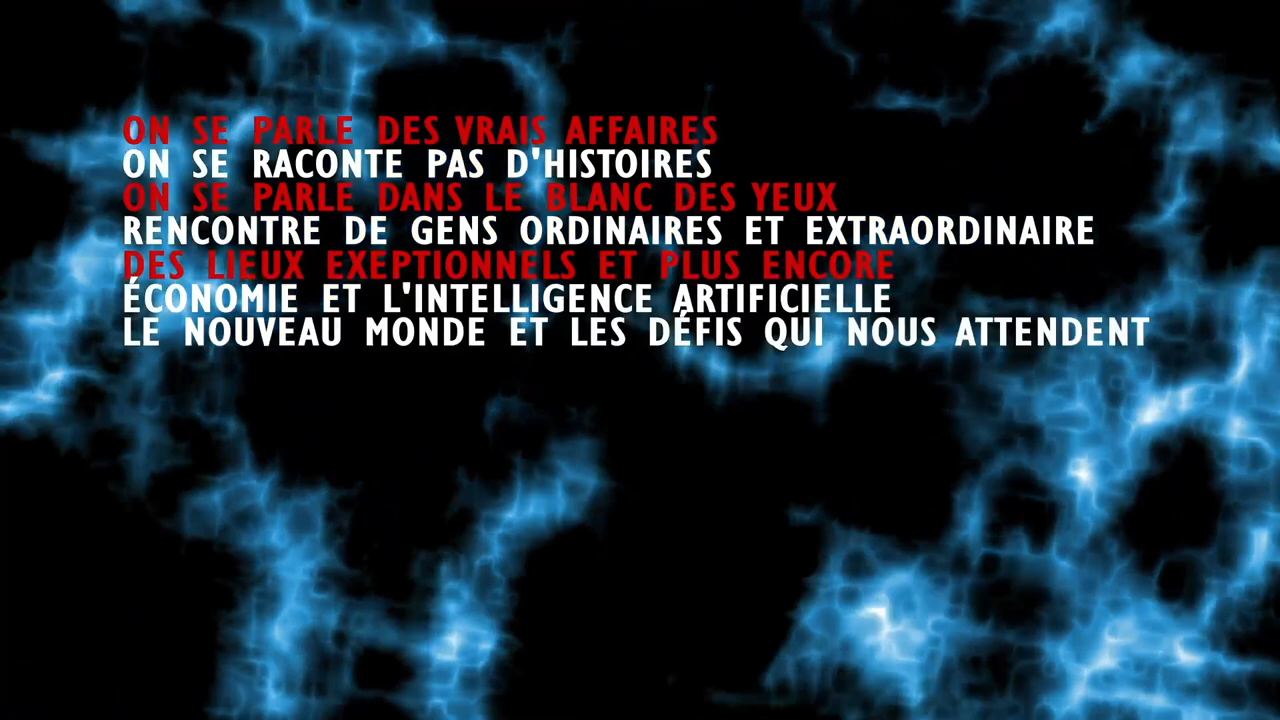 ON SE PARLE DES VRAIS AFFAIRES
ON SE RACONTE PAS D'HISTOIRES
ON SE PARLE DANS LE BLANC DES YEUX
RENCONTRE DE GENS ORDINAIRES ET EXTRAORDINAIRE
DES LIEUX EXEPTIONNELS ET PLUS ENCORE
ÉCONOMIE ET L'INTELLIGENCE ARTIFICIELLE
LE NOUVEAU MONDE ET LES DÉFIS QUI NOUS ATTENDENT